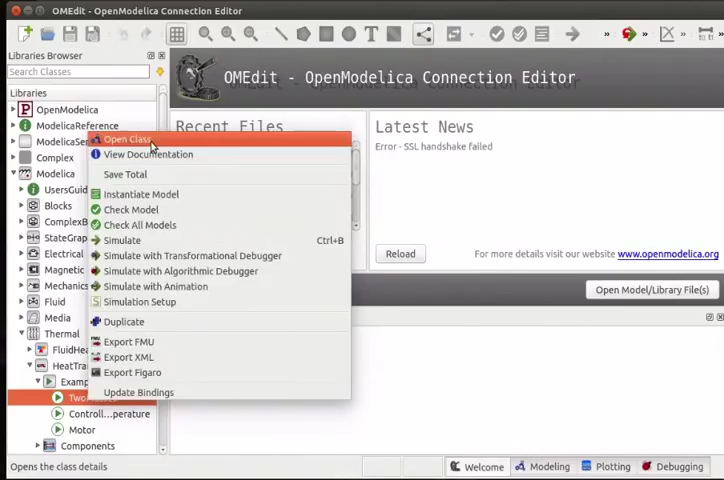 OMEdit - OpenModelica Connection Editor
Libraries Browser
Search Classes
Libraries
OpenModelica
ModelicaReference
ModelicaSer
Complex
Modelica
UsersGuid
Blocks
ComplexB
StateGrap
Electrical
Magnetic
Mechanics
Fluid
Media
Thermal
FluidHea
HeatTra
Examp
Two
Controll...perature
Motor
Components
Open Class
View Documentation
Save Total
Instantiate Model
Check Model
Check All Models
Simulate Ctrl+B
Simulate with Transformational Debugger
Simulate with Algorithmic Debugger
Simulate with Animation
Simulation Setup
Duplicate
Export FMU
Export XML
Export Figaro
Update Bindings
OMEdit - OpenModelica Connection Editor
Recent Files
Latest News
Error - SSL handshake failed
Reload
For more details visit our website www.openmodelica.org
Open Model/Library File(s)
Opens the class details
Welcome
Modeling
Plotting
Debugging